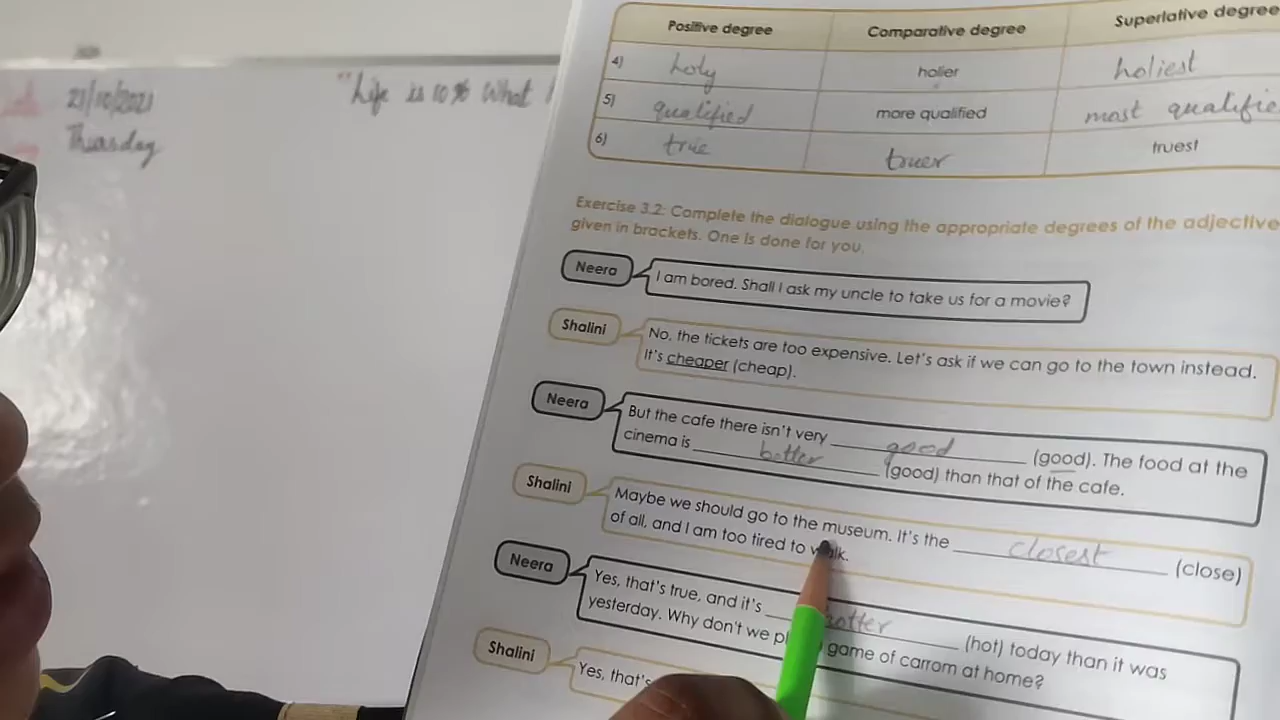 21/10/2021
Thursday
"Life is 10% What
Positive degree Comparative degree Superlative degree
4) holy holier holiest
5) qualified more qualified most qualifie
6) true truer truest
Exercise 3.2: Complete the dialogue using the appropriate degrees of the adjective
given in brackets. One is done for you.
Neera I am bored. Shall I ask my uncle to take us for a movie?
Shalini No, the tickets are too expensive. Let's ask if we can go to the town instead.
It's cheaper (cheap).
Neera But the cafe there isn't very good (good). The food at the
cinema is better (good) than that of the cafe.
Shalini Maybe we should go to the museum. It's the closest (close)
of all, and I am too tired to walk.
Neera Yes, that's true, and it's hotter (hot) today than it was
yesterday. Why don't we game of carrom at home?
Shalini Yes, that's